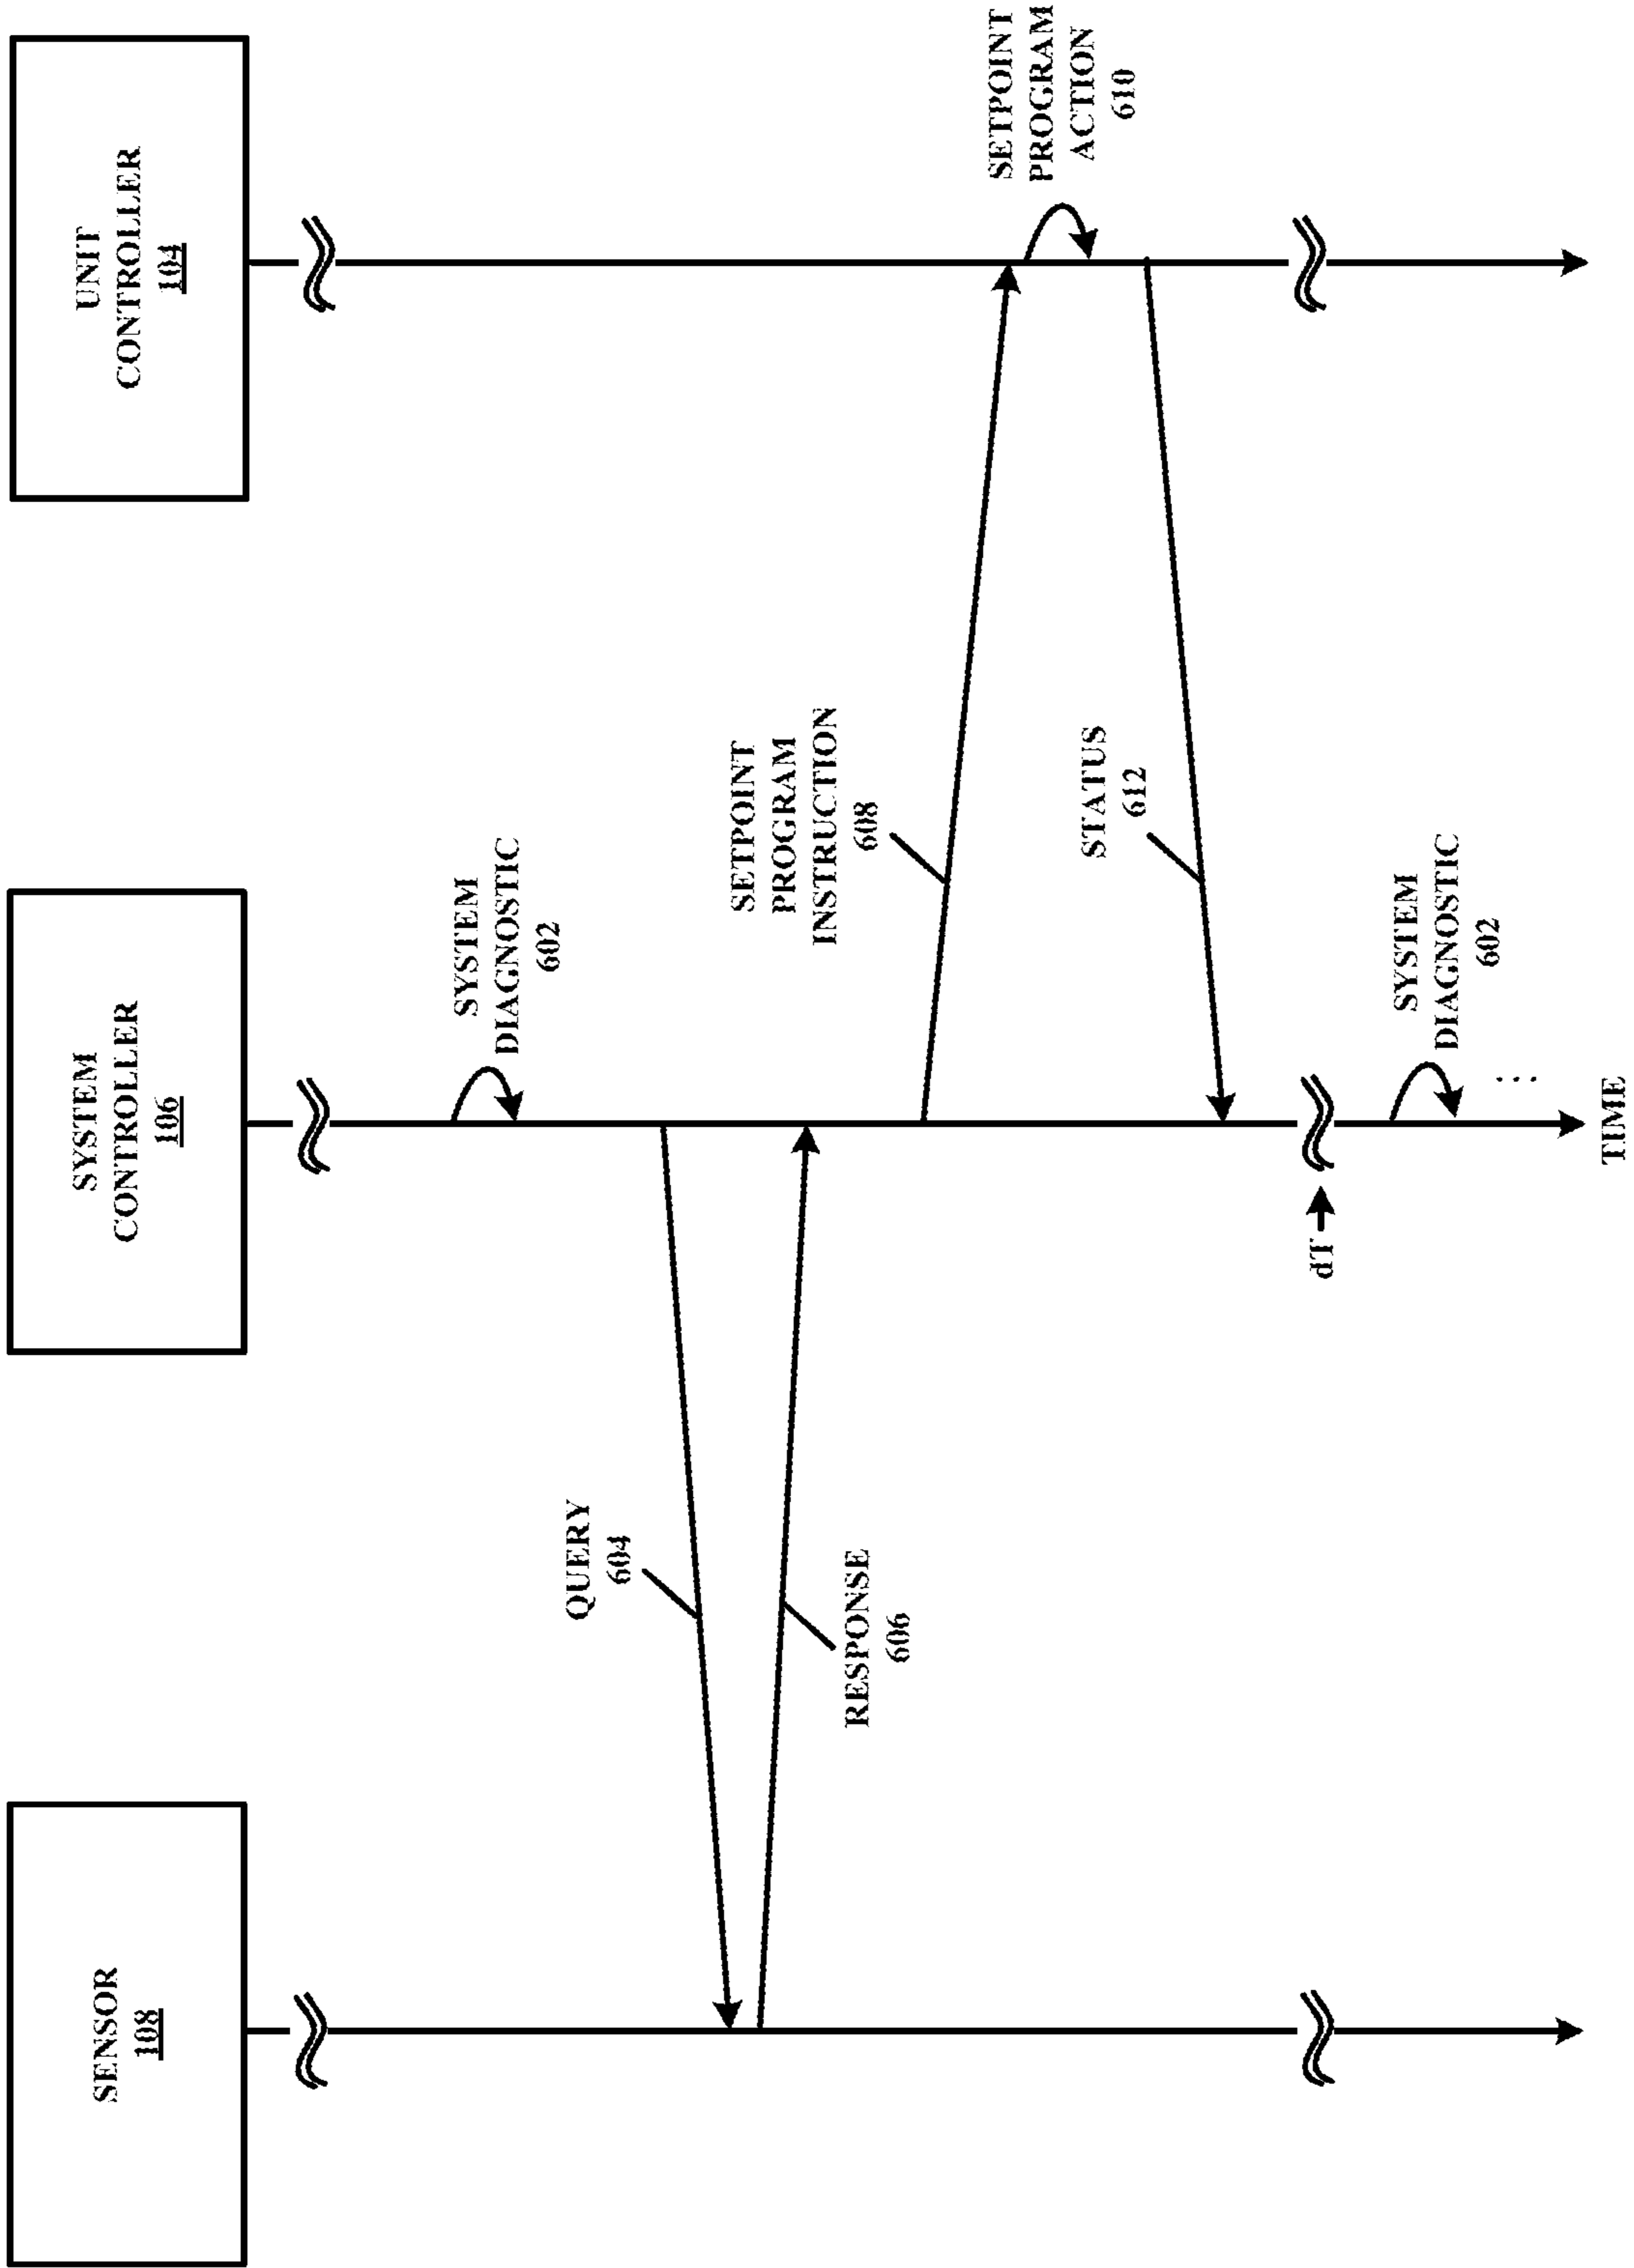 SENSOR
108
SYSTEM
CONTROLLER
106
UNIT
CONTROLLER
104
SYSTEM
DIAGNOSTIC
602
QUERY
604
RESPONSE
606
SETPOINT
PROGRAM
INSTRUCTION
608
SETPOINT
PROGRAM
ACTION
610
STATUS
612
dT
SYSTEM
DIAGNOSTIC
602
...
TIME